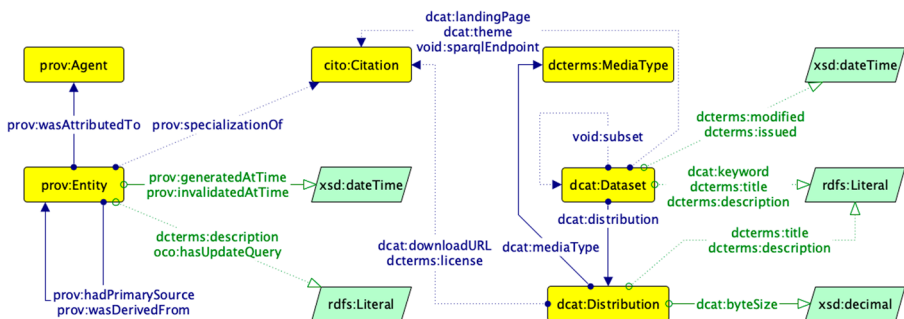 dcat:landingPage
dcat:theme
void:sparqlEndpoint
prov:Agent
cito:Citation
dcterms:MediaType
xsd:dateTime
prov:wasAttributedTo
prov:specializationOf
void:subset
dcterms:modified
dcterms:issued
prov:Entity
prov:generatedAtTime
prov:invalidatedAtTime
xsd:dateTime
dcat:Dataset
dcat:keyword
dcterms:title
dcterms:description
rdfs:Literal
dcat:distribution
dcterms:description
oco:hasUpdateQuery
dcat:downloadURL
dcterms:license
dcat:mediaType
dcterms:title
dcterms:description
prov:hadPrimarySource
prov:wasDerivedFrom
rdfs:Literal
dcat:Distribution
dcat:byteSize
xsd:decimal